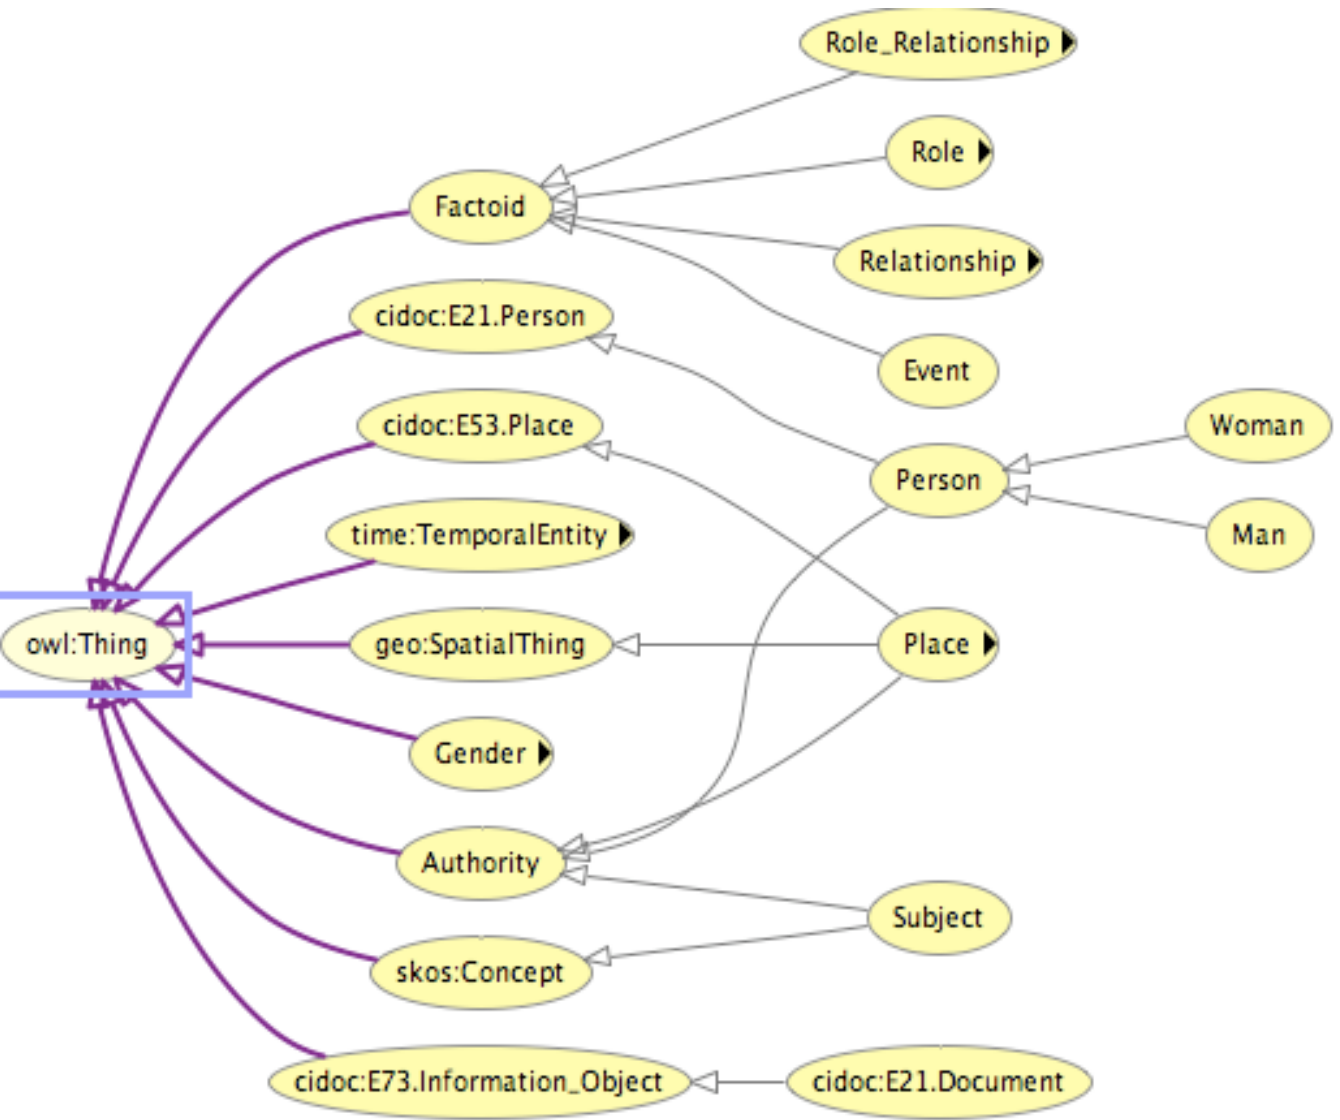 Role_Relationship
Role
Factoid
Relationship
cidoc:E21.Person
Event
cidoc:E53.Place
Woman
Person
time:TemporalEntity
Man
owl:Thing
geo:SpatialThing
Place
Gender
Authority
Subject
skos:Concept
cidoc:E73.Information_Object
cidoc:E21.Document